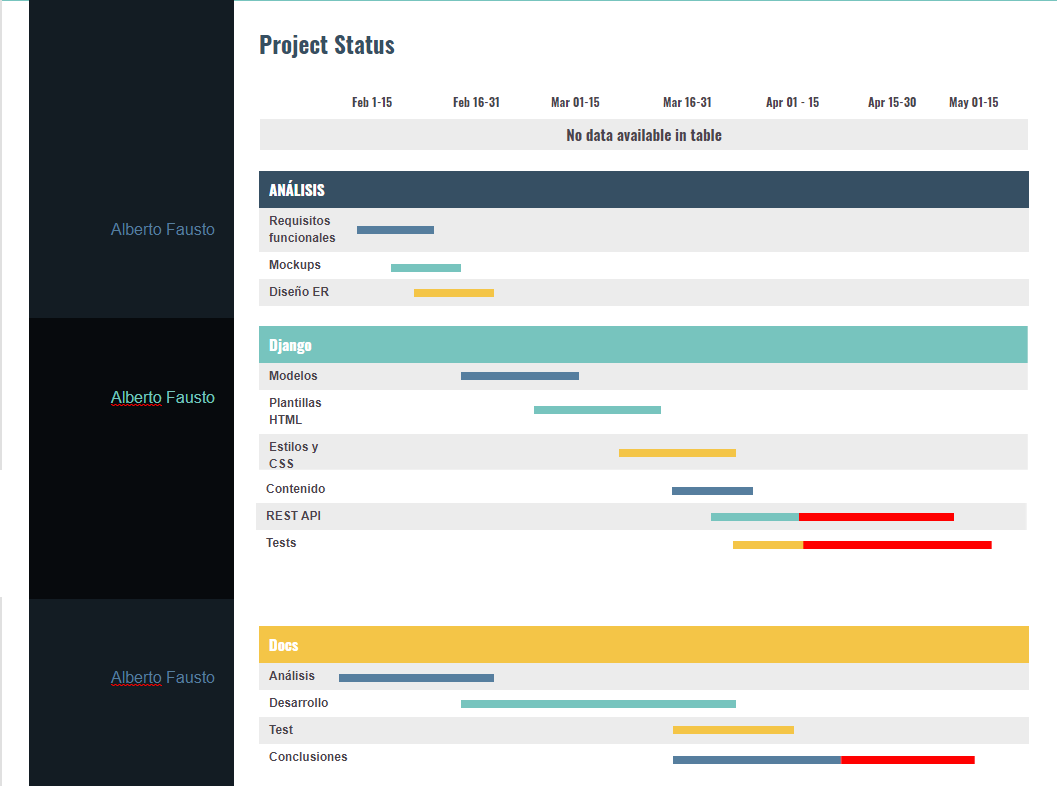 Project Status
Feb 1-15 Feb 16-31 Mar 01-15 Mar 16-31 Apr 01 - 15 Apr 15-30 May 01-15
No data available in table
ANÁLISIS
Alberto Fausto
Requisitos
funcionales
Mockups
Diseño ER
Django
Alberto Fausto
Modelos
Plantillas
HTML
Estilos y
CSS
Contenido
REST API
Tests
Docs
Alberto Fausto
Análisis
Desarrollo
Test
Conclusiones